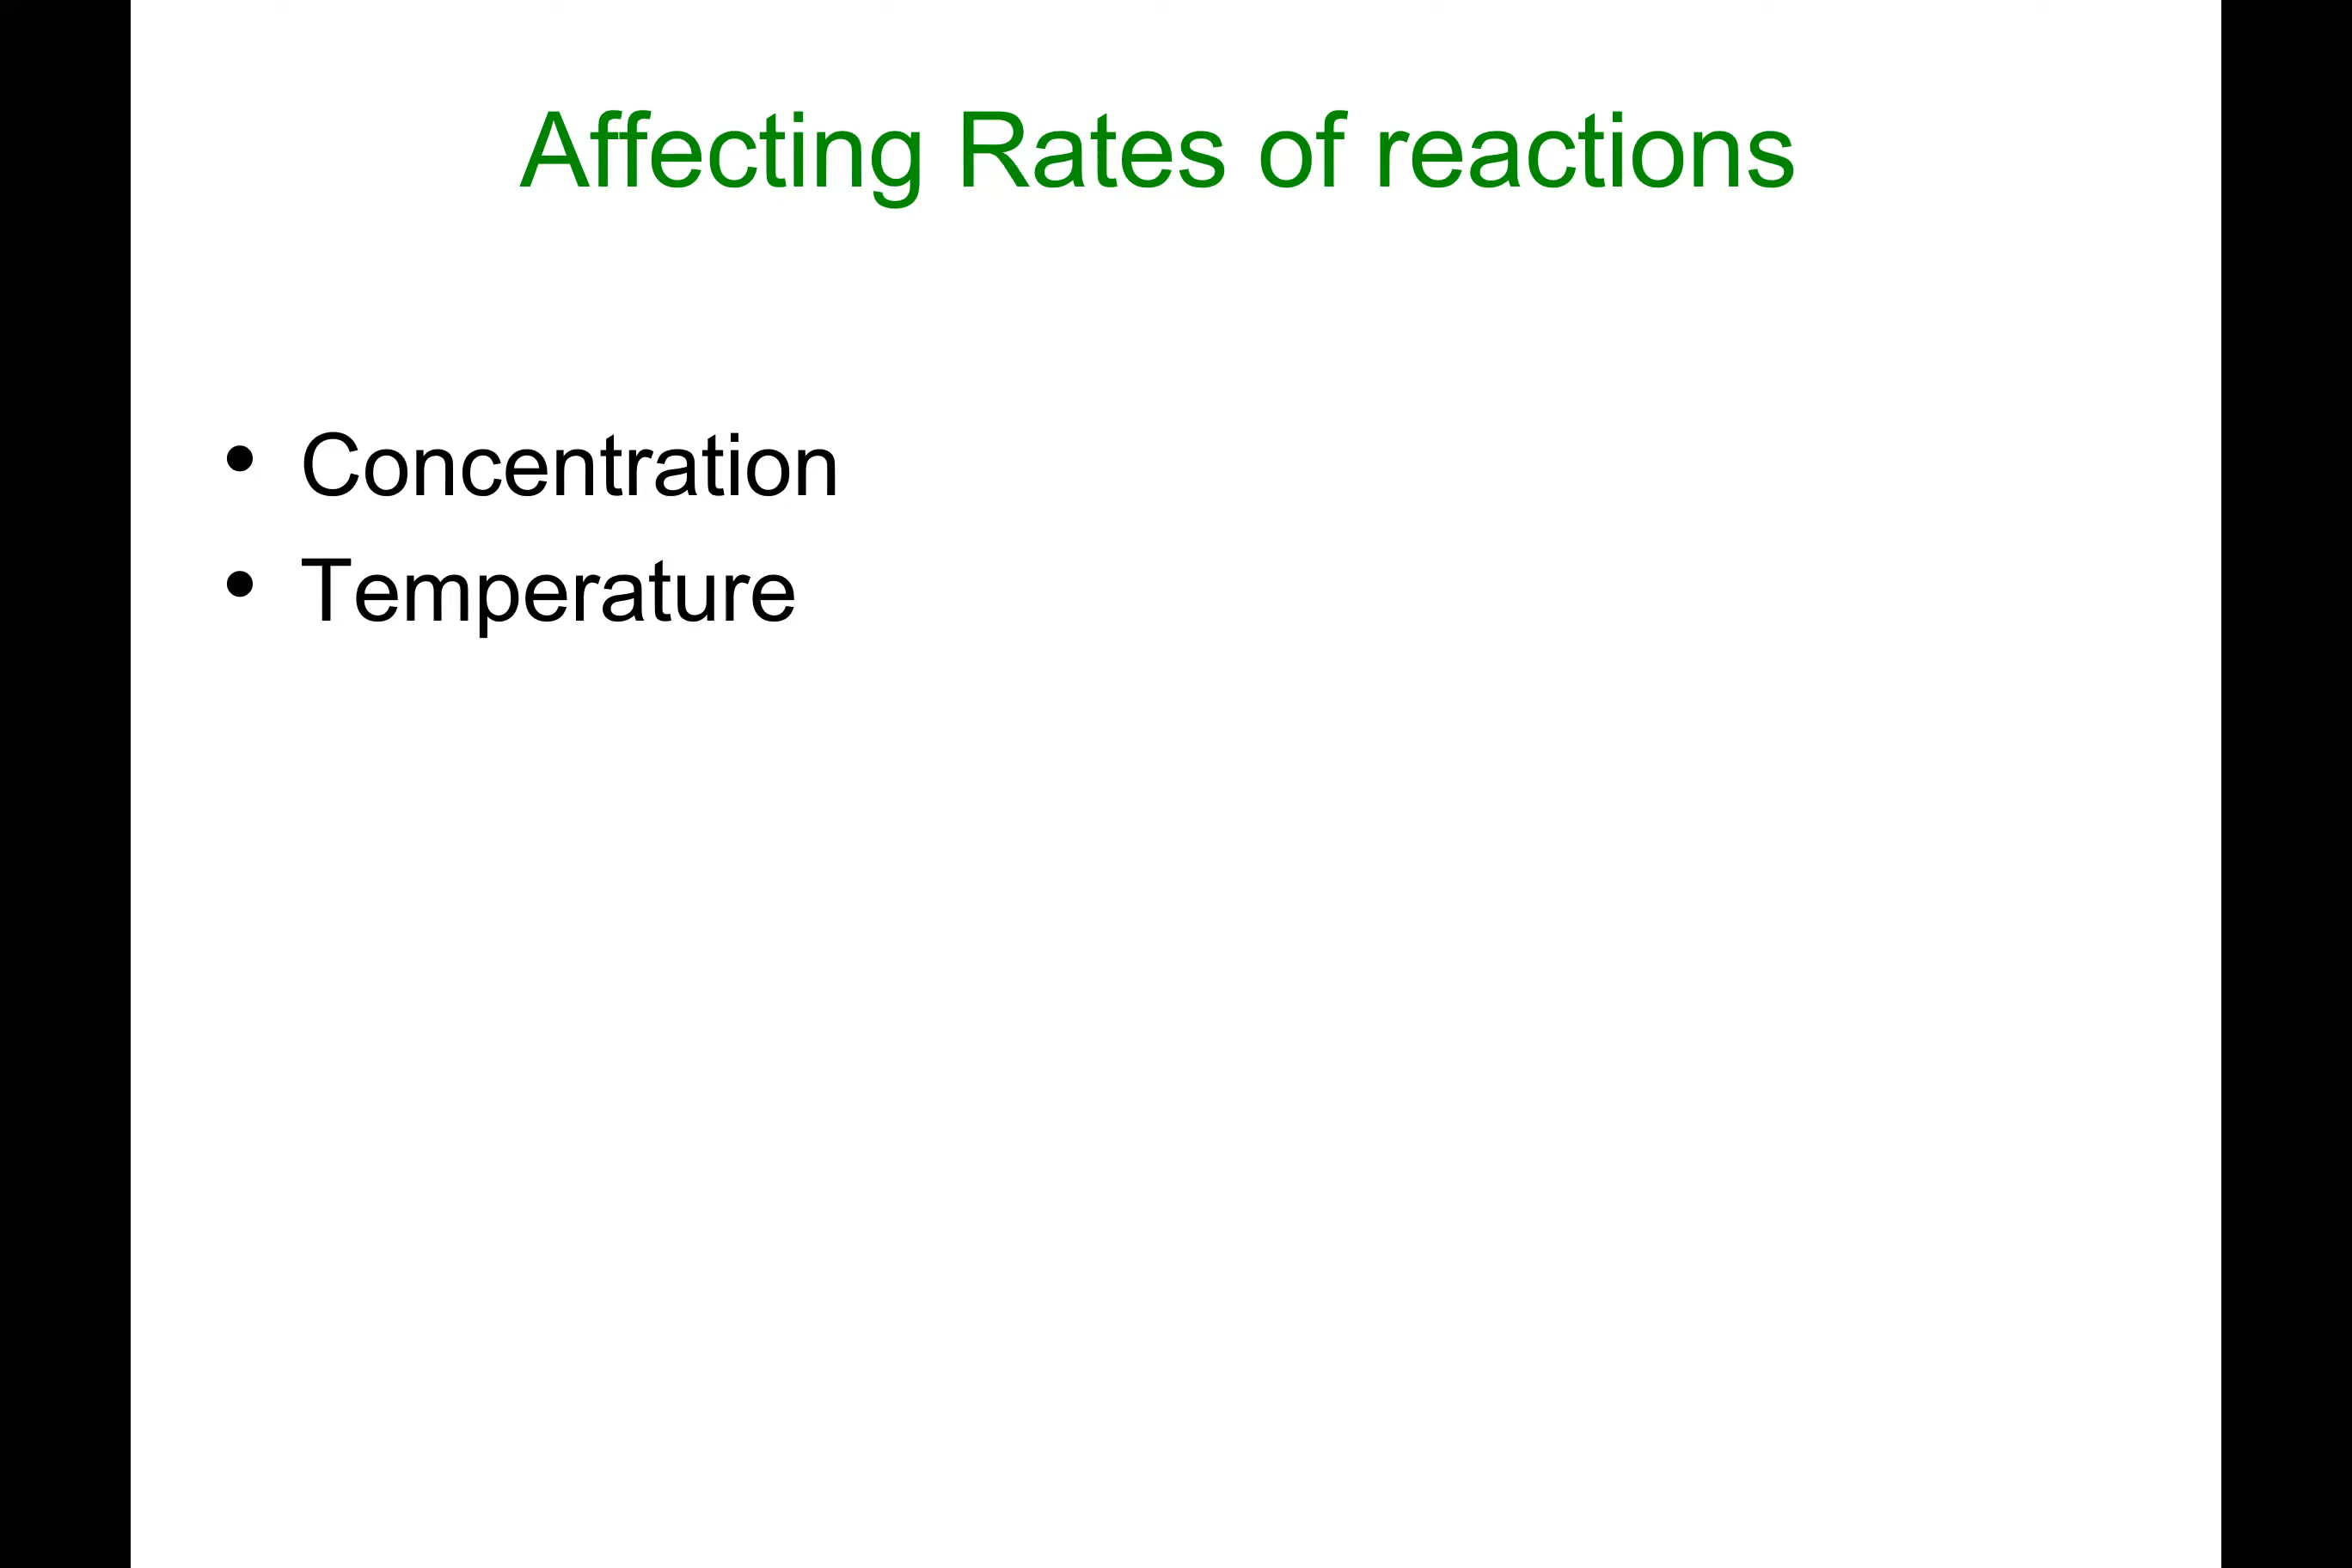 Affecting Rates of reactions
• Concentration
• Temperature